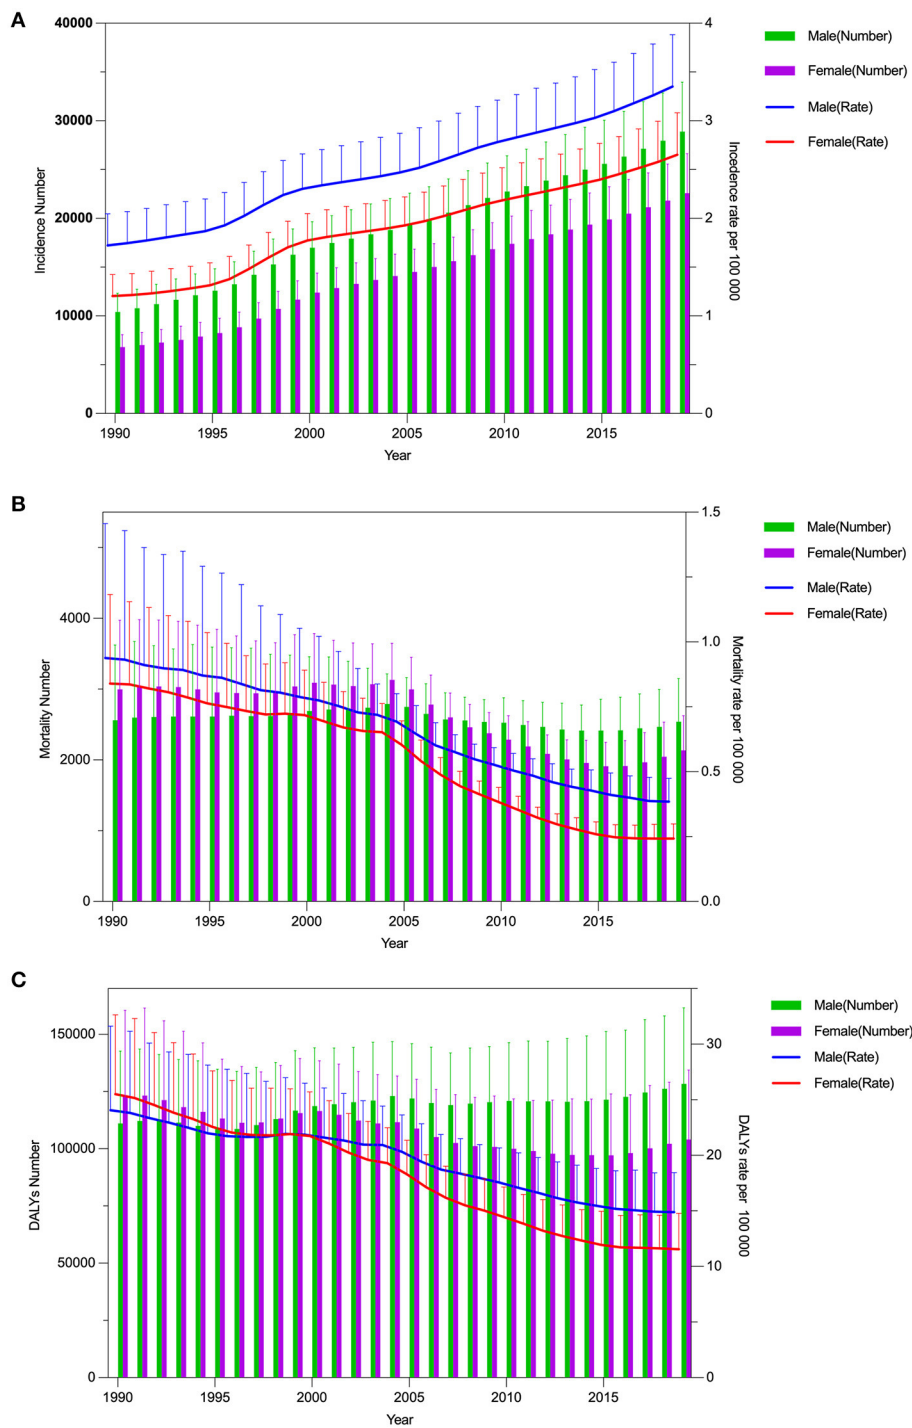 A
40000
30000
20000
10000
0
Incidence Number
4
3
2
1
0
Incedence rate per 100 000
1990
1995
2000
2005
2010
2015
Year
Male(Number)
Female(Number)
Male(Rate)
Female(Rate)
B
4000
2000
0
Mortality Number
1.5
1.0
0.5
0.0
Mortality rate per 100 000
1990
1995
2000
2005
2010
2015
Year
Male(Number)
Female(Number)
Male(Rate)
Female(Rate)
C
150000
100000
50000
0
DALYs Number
30
20
10
0
DALY's rate per 100 000
1990
1995
2000
2005
2010
2015
Year
Male(Number)
Female(Number)
Male(Rate)
Female(Rate)